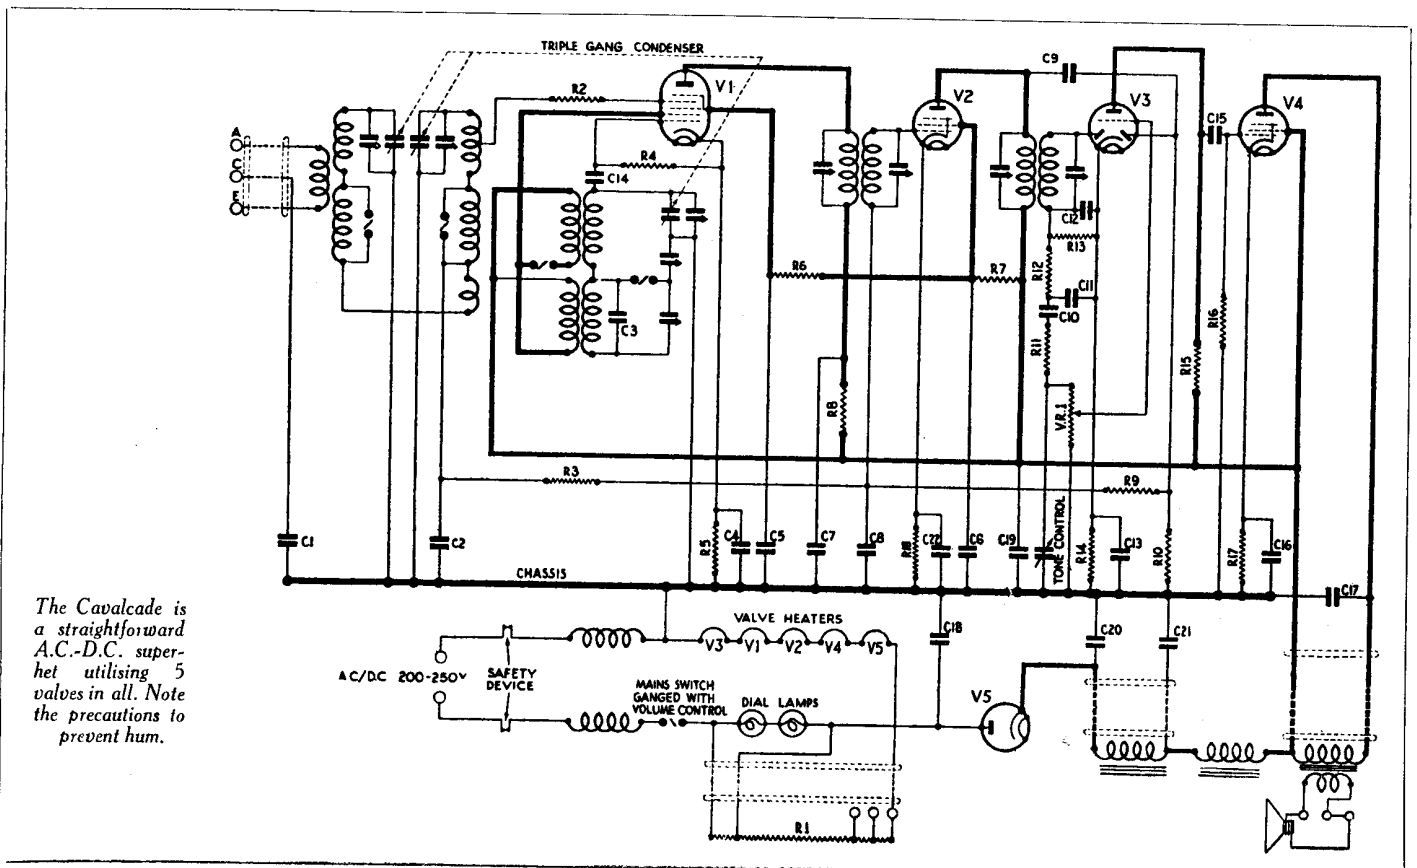 TRIPLE GANG CONDENSER
C9
R2
V1
V2
V3
V4
A
C
E
C15
R4
C14
C12
R13
R6
R7
R12
C11
C10
R16
C3
R11
R15
R8
V.R.1
R3
R9
C1
C2
R5
C4
C5
C7
C8
R18
C22
C6
C19
TONE CONTROL
R14
C13
R10
R17
C16
CHASSIS
C17
The Cavalcade is
a straightforward
A.C.-D.C. super-
het utilising 5
valves in all. Note
the precautions to
prevent hum.
VALVE HEATERS
V3 V1 V2 V4 V5
C18
C20
C21
AC/DC 200-250V
SAFETY
DEVICE
MAINS SWITCH
GANGED WITH
VOLUME CONTROL
DIAL LAMPS
V5
R1